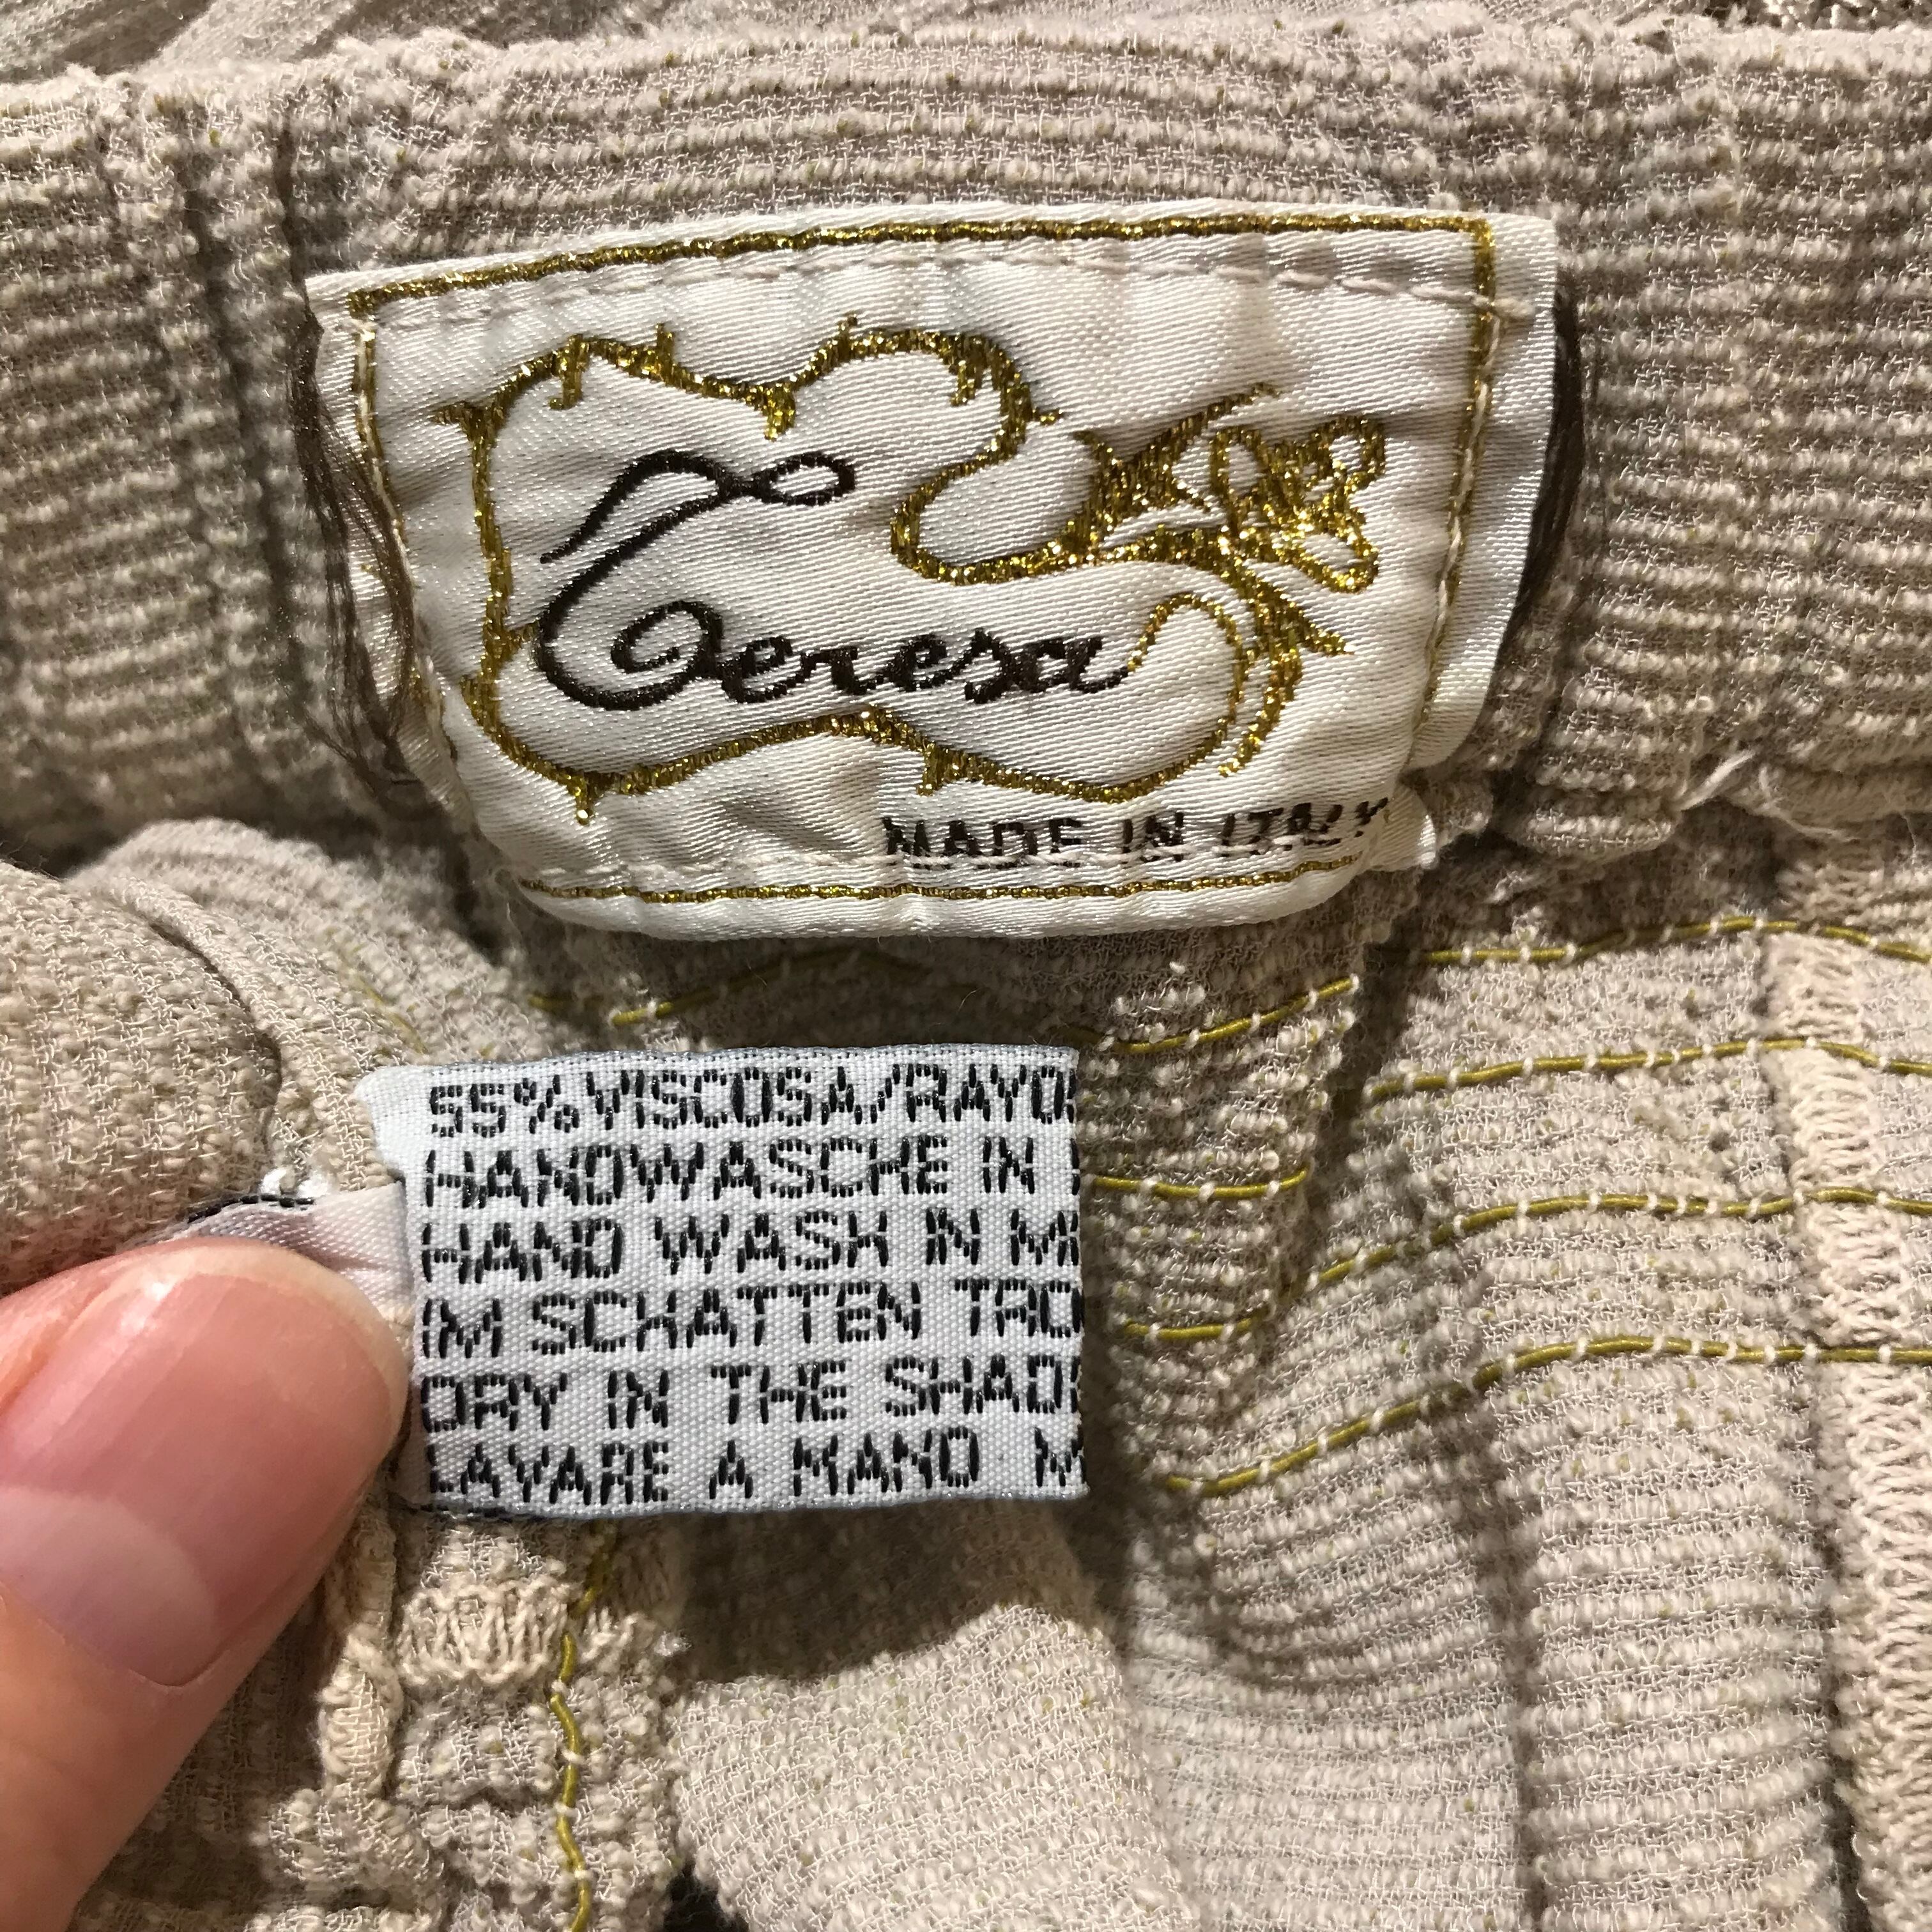 Teresa
MADE IN ITALY
55% VISCOSA/RAYO
HANDWASCHE IN
HAND WASH IN MI
IM SCHATTEN TRO
DRY IN THE SHAD
LAVARE A MANO M